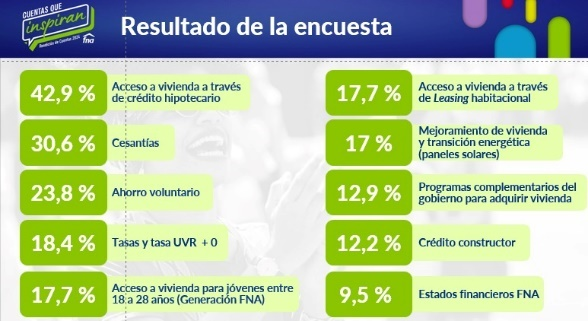 CUENTAS QUE
inspiran
Rendición de Cuentas 2024
fna
Resultado de la encuesta
42,9 %
Acceso a vivienda a través
de crédito hipotecario
30,6 %
Cesantías
23,8 %
Ahorro voluntario
18,4 %
Tasas y tasa UVR + 0
17,7 %
Acceso a vivienda para jóvenes entre
18 a 28 años (Generación FNA)
17,7 %
Acceso a vivienda a través
de Leasing habitacional
17 %
Mejoramiento de vivienda
y transición energética
(paneles solares)
12,9 %
Programas complementarios del
gobierno para adquirir vivienda
12,2 %
Crédito constructor
9,5 %
Estados financieros FNA